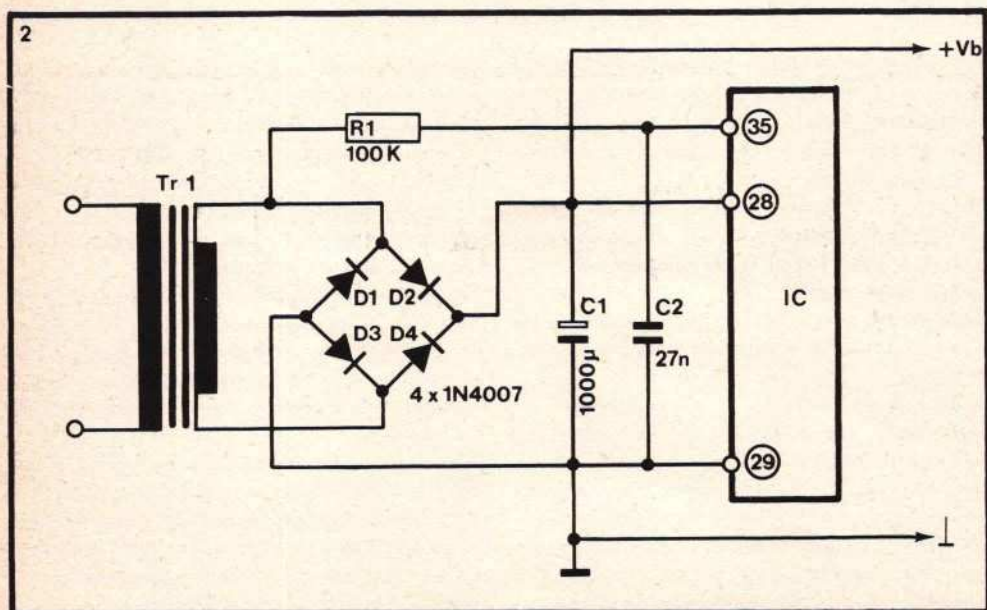 2
+Vb
R1
100 K
35
Tr 1
28
IC
D1 D2
C1
C2
D3 D4
1000µ
27n
4 x 1N4007
29
⊥